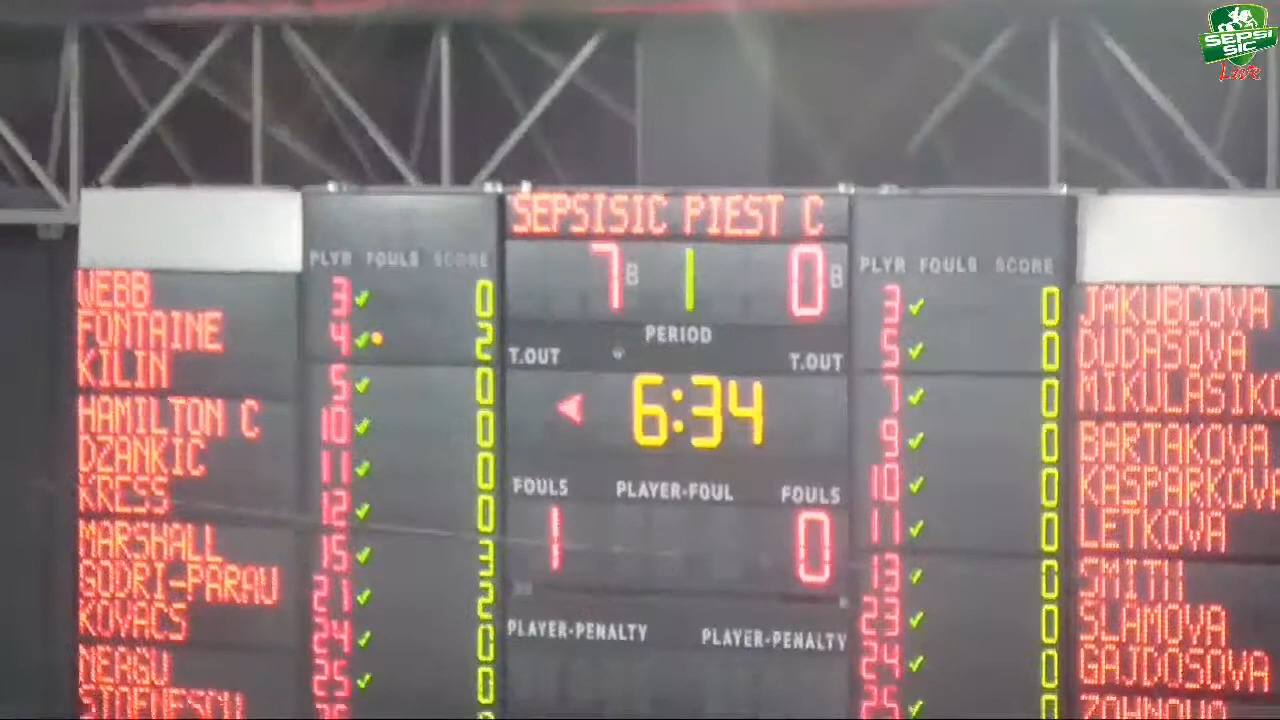 SEPSI
SIC
Live
SEPSISIC PIEST C
PLYR FOULS SCORE
7 B 1 0 B
PLYR FOULS SCORE
PERIOD
T.OUT T.OUT
6:34
FOULS PLAYER-FOUL FOULS
1 0
PLAYER-PENALTY PLAYER-PENALTY
WEBB 3 0
FONTAINE 4 2
KILIN 5 0
HAMILTON C 10 0
DZANKIC 11 0
KRESS 12 0
MARSHALL 15 3
GODRI-PARAU 21 2
KOVACS 24 0
MERGU 25 0
3 0 JAKUBCOVA
5 0 DUDASOVA
7 0 MIKULASIKO
9 0 BARTAKOVA
10 0 KASPARKOVA
11 0 LETKOVA
13 0 SMITH
23 0 SLAMOVA
24 0 GAJDOSOVA
25 0